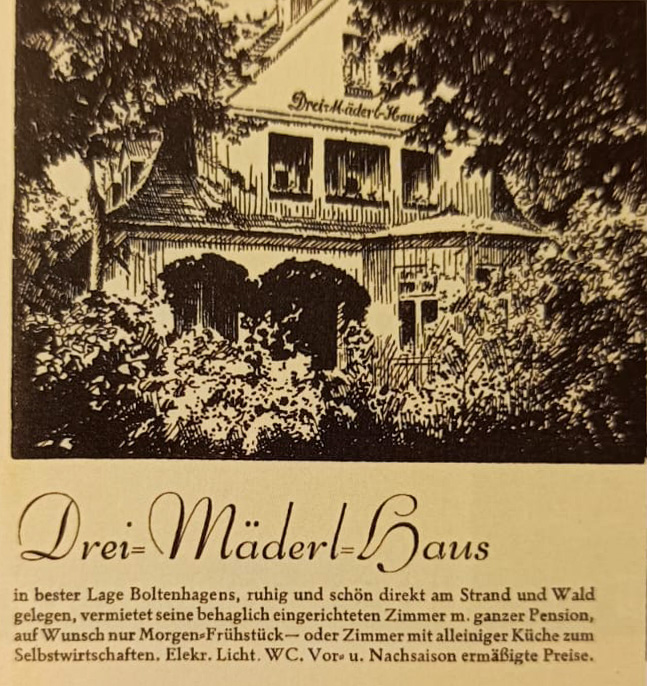 Drei-Mäderl-Haus
Drei=Mäderl=Haus
in bester Lage Boltenhagens, ruhig und schön direkt am Strand und Wald
gelegen, vermietet seine behaglich eingerichteten Zimmer m. ganzer Pension,
auf Wunsch nur Morgen=Frühstück— oder Zimmer mit alleiniger Küche zum
Selbstwirtschaften. Elekr. Licht. WC. Vor= u. Nachsaison ermäßigte Preise.